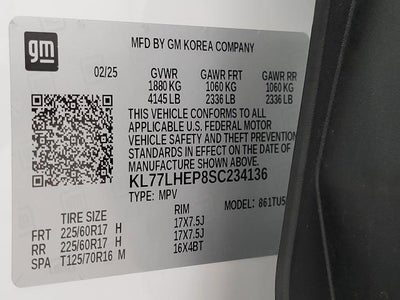 gm
MFD BY GM KOREA COMPANY
02/25 GVWR GAWR FRT GAWR RR
1880 KG 1060 KG 1060 KG
4145 LB 2336 LB 2336 LB
THIS VEHICLE CONFORMS TO ALL
APPLICABLE U.S. FEDERAL MOTOR
VEHICLE SAFETY AND THEFT PREVENTION
STANDARDS IN EFFECT ON THE DATE OF
MANUFACTURE SHOWN ABOVE.
KL77LHEP8SC234136
TYPE: MPV MODEL: 861TU5
TIRE SIZE RIM
FRT 225/60R17 H 17X7.5J
RR 225/60R17 H 17X7.5J
SPA T125/70R16 M 16X4BT